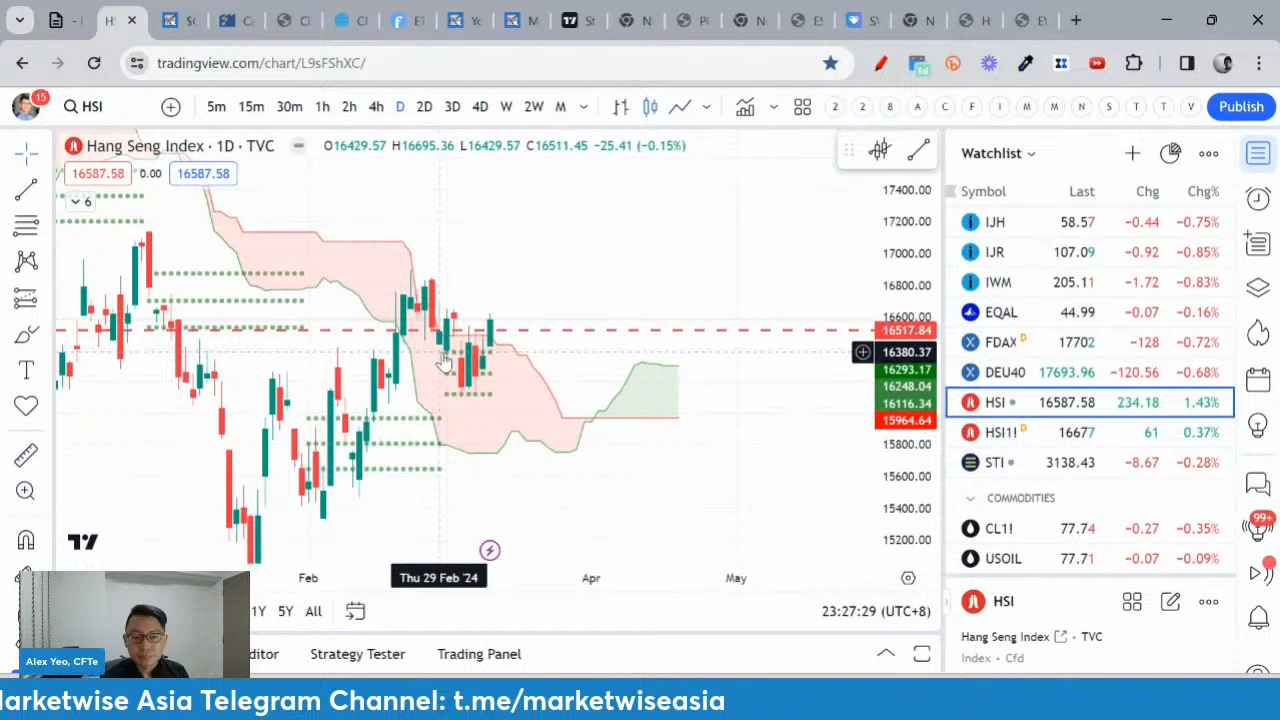 H
tradingview.com/chart/L9sFShXC/
15
HSI
5m 15m 30m 1h 2h 4h D 2D 3D 4D W 2W M
2 2 8 A C F I M M N S T T V
Publish
Hang Seng Index · 1D · TVC
O16429.57 H16695.36 L16429.57 C16511.45 −25.41 (−0.15%)
16587.58 0.00 16587.58
6
17400.00
17200.00
17000.00
16800.00
16600.00
16517.84
16380.37
16293.17
16248.04
16116.34
15964.64
15800.00
15600.00
15400.00
15200.00
Feb
Thu 29 Feb '24
Apr
May
1Y 5Y All
23:27:29 (UTC+8)
Strategy Tester
Trading Panel
Watchlist
Symbol Last Chg Chg%
IJH 58.57 −0.44 −0.75%
IJR 107.09 −0.92 −0.85%
IWM 205.11 −1.72 −0.83%
EQAL 44.99 −0.07 −0.16%
FDAX D 17702 −128 −0.72%
DEU40 17693.96 −120.56 −0.68%
HSI 16587.58 234.18 1.43%
HSI1! D 16677 61 0.37%
STI 3138.43 −8.67 −0.28%
COMMODITIES
CL1! 77.74 −0.27 −0.35%
USOIL 77.71 −0.07 −0.09%
HSI
Hang Seng Index · TVC
Index · Cfd
99+
Alex Yeo, CFTe
Marketwise Asia Telegram Channel: t.me/marketwiseasia